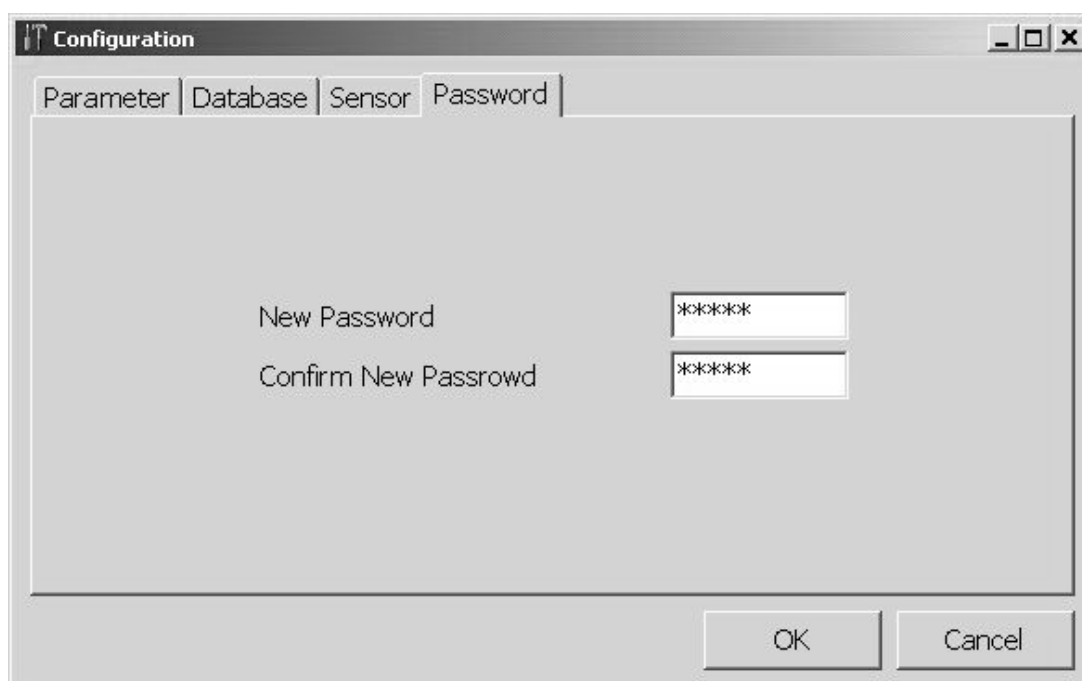 Configuration
Parameter Database Sensor Password
New Password *****
Confirm New Passrowd *****
OK Cancel